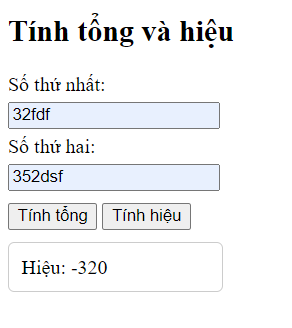 Tính tổng và hiệu
Số thứ nhất:
32fdf
Số thứ hai:
352dsf
Tính tổng Tính hiệu
Hiệu: -320